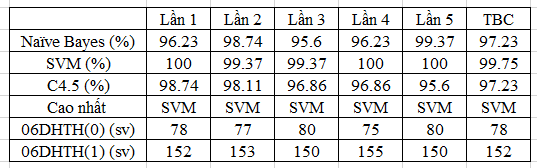 Lần 1 Lần 2 Lần 3 Lần 4 Lần 5 TBC
Naïve Bayes (%) 96.23 98.74 95.6 96.23 99.37 97.23
SVM (%) 100 99.37 99.37 100 100 99.75
C4.5 (%) 98.74 98.11 96.86 96.86 95.6 97.23
Cao nhất SVM SVM SVM SVM SVM SVM
06DHTH(0) (sv) 78 77 80 75 80 78
06DHTH(1) (sv) 152 153 150 155 150 152